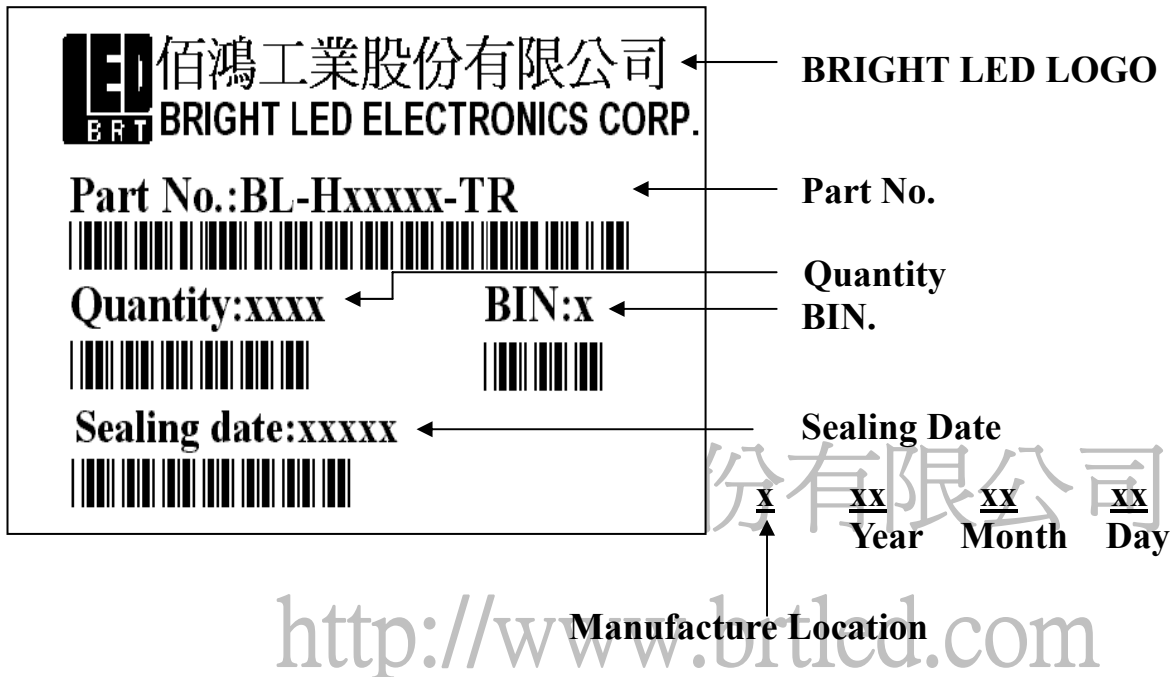 佰鴻工業股份有限公司
BRIGHT LED ELECTRONICS CORP.
LED
BRT
BRIGHT LED LOGO
Part No.:BL-Hxxxxx-TR
Part No.
Quantity
Quantity:xxxx
BIN:x
BIN.
Sealing date:xxxxx
Sealing Date
份有限公司
x xx xx xx
Year Month Day
Manufacture Location
http://www.brtled.com